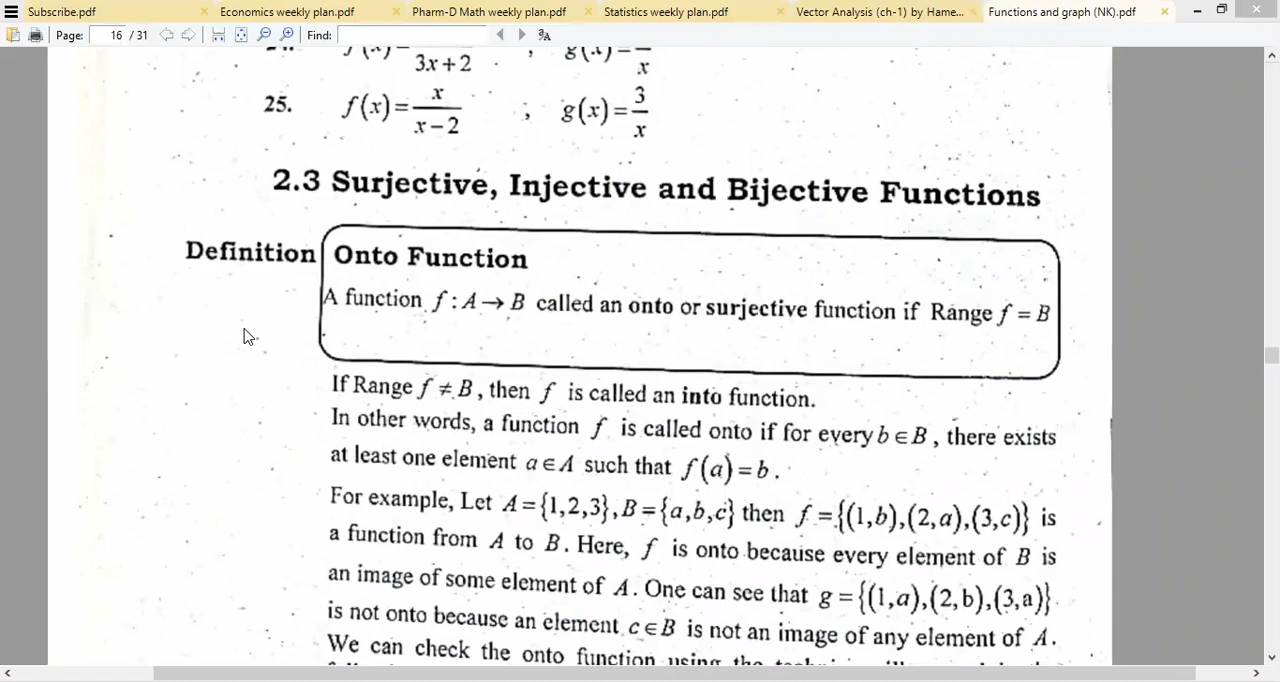 Subscribe.pdf × Economics weekly plan.pdf × Pharm-D Math weekly plan.pdf × Statistics weekly plan.pdf × Vector Analysis (ch-1) by Hame... × Functions and graph (NK).pdf ×
Page: 16 / 31 Find:
3x+2 , g(x)= x
25. f(x)= x/(x−2) ; g(x)= 3/x
2.3 Surjective, Injective and Bijective Functions
Definition Onto Function
A function f : A → B called an onto or surjective function if Range f = B
If Range f ≠ B, then f is called an into function.
In other words, a function f is called onto if for every b ∈ B, there exists
at least one element a ∈ A such that f(a) = b.
For example, Let A={1,2,3}, B={a,b,c} then f={(1,b),(2,a),(3,c)} is
a function from A to B. Here, f is onto because every element of B is
an image of some element of A. One can see that g={(1,a),(2,b),(3,a)}
is not onto because an element c∈B is not an image of any element of A.
We can check the onto function using the